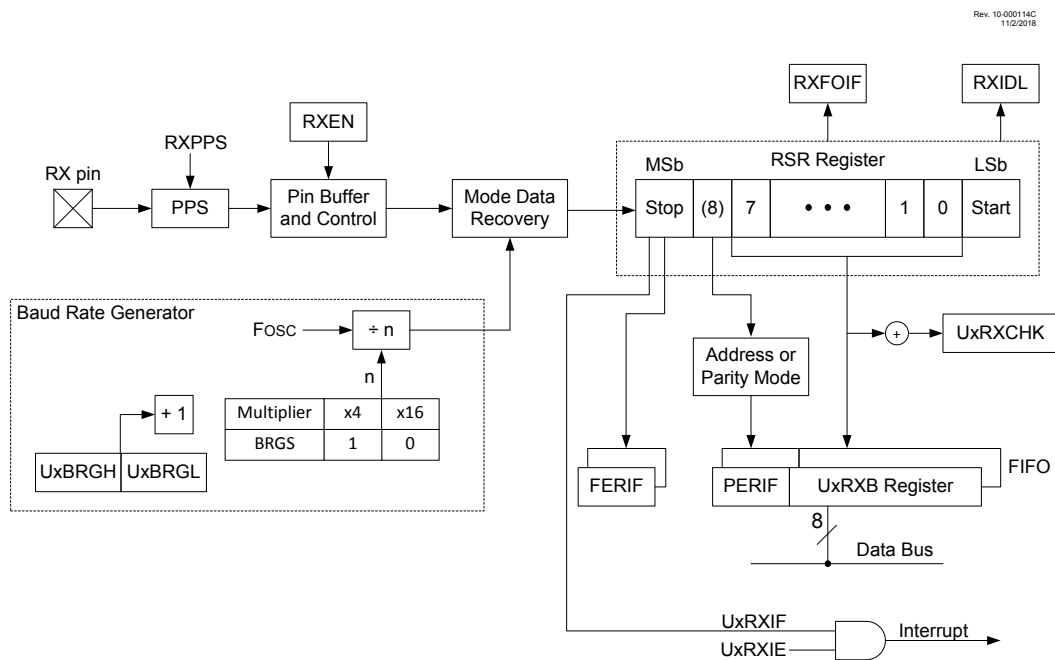 Rev. 10-000114C
11/2/2018
RXFOIF
RXIDL
RXEN
RXPPS
MSb
RSR Register
LSb
RX pin
PPS
Pin Buffer
and Control
Mode Data
Recovery
Stop
(8)
7
• • •
1
0
Start
Baud Rate Generator
FOSC
÷ n
n
Address or
Parity Mode
+
UxRXCHK
+ 1
Multiplier x4 x16
BRGS 1 0
UxBRGH UxBRGL
FERIF
PERIF
UxRXB Register
FIFO
8
Data Bus
UxRXIF
UxRXIE
Interrupt